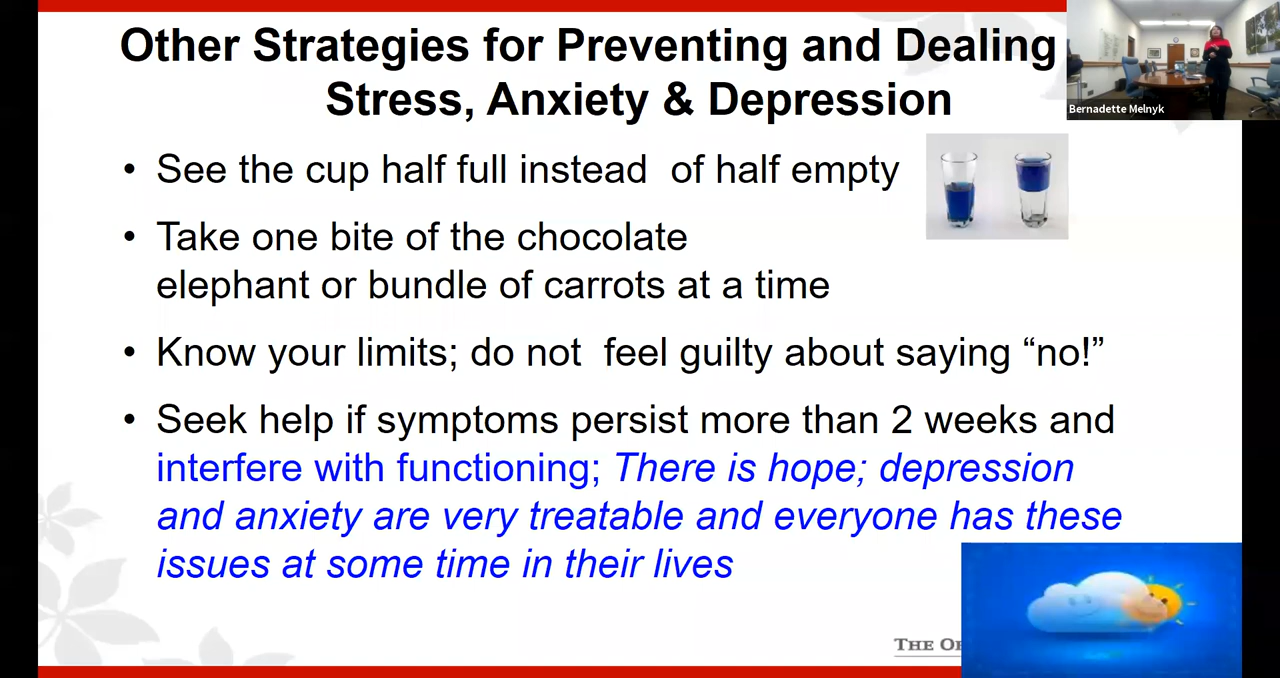 Other Strategies for Preventing and Dealing
Stress, Anxiety & Depression
Bernadette Melnyk
• See the cup half full instead  of half empty
• Take one bite of the chocolate
elephant or bundle of carrots at a time
• Know your limits; do not  feel guilty about saying “no!”
• Seek help if symptoms persist more than 2 weeks and
interfere with functioning; There is hope; depression
and anxiety are very treatable and everyone has these
issues at some time in their lives
THE